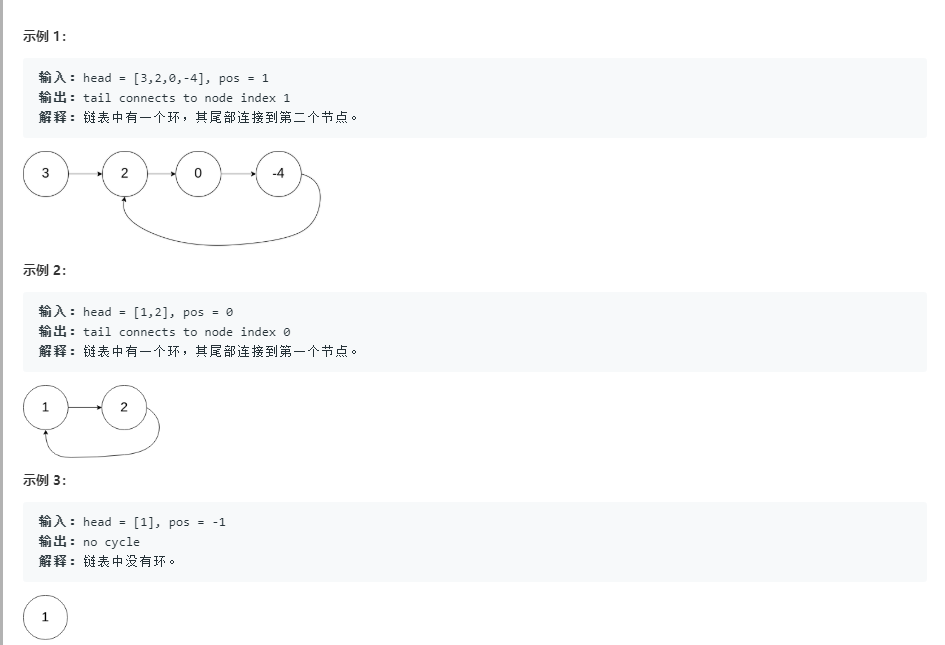 示例 1：
输入：head = [3,2,0,-4], pos = 1
输出：tail connects to node index 1
解释：链表中有一个环，其尾部连接到第二个节点。
3 2 0 -4
示例 2：
输入：head = [1,2], pos = 0
输出：tail connects to node index 0
解释：链表中有一个环，其尾部连接到第一个节点。
1 2
示例 3：
输入：head = [1], pos = -1
输出：no cycle
解释：链表中没有环。
1